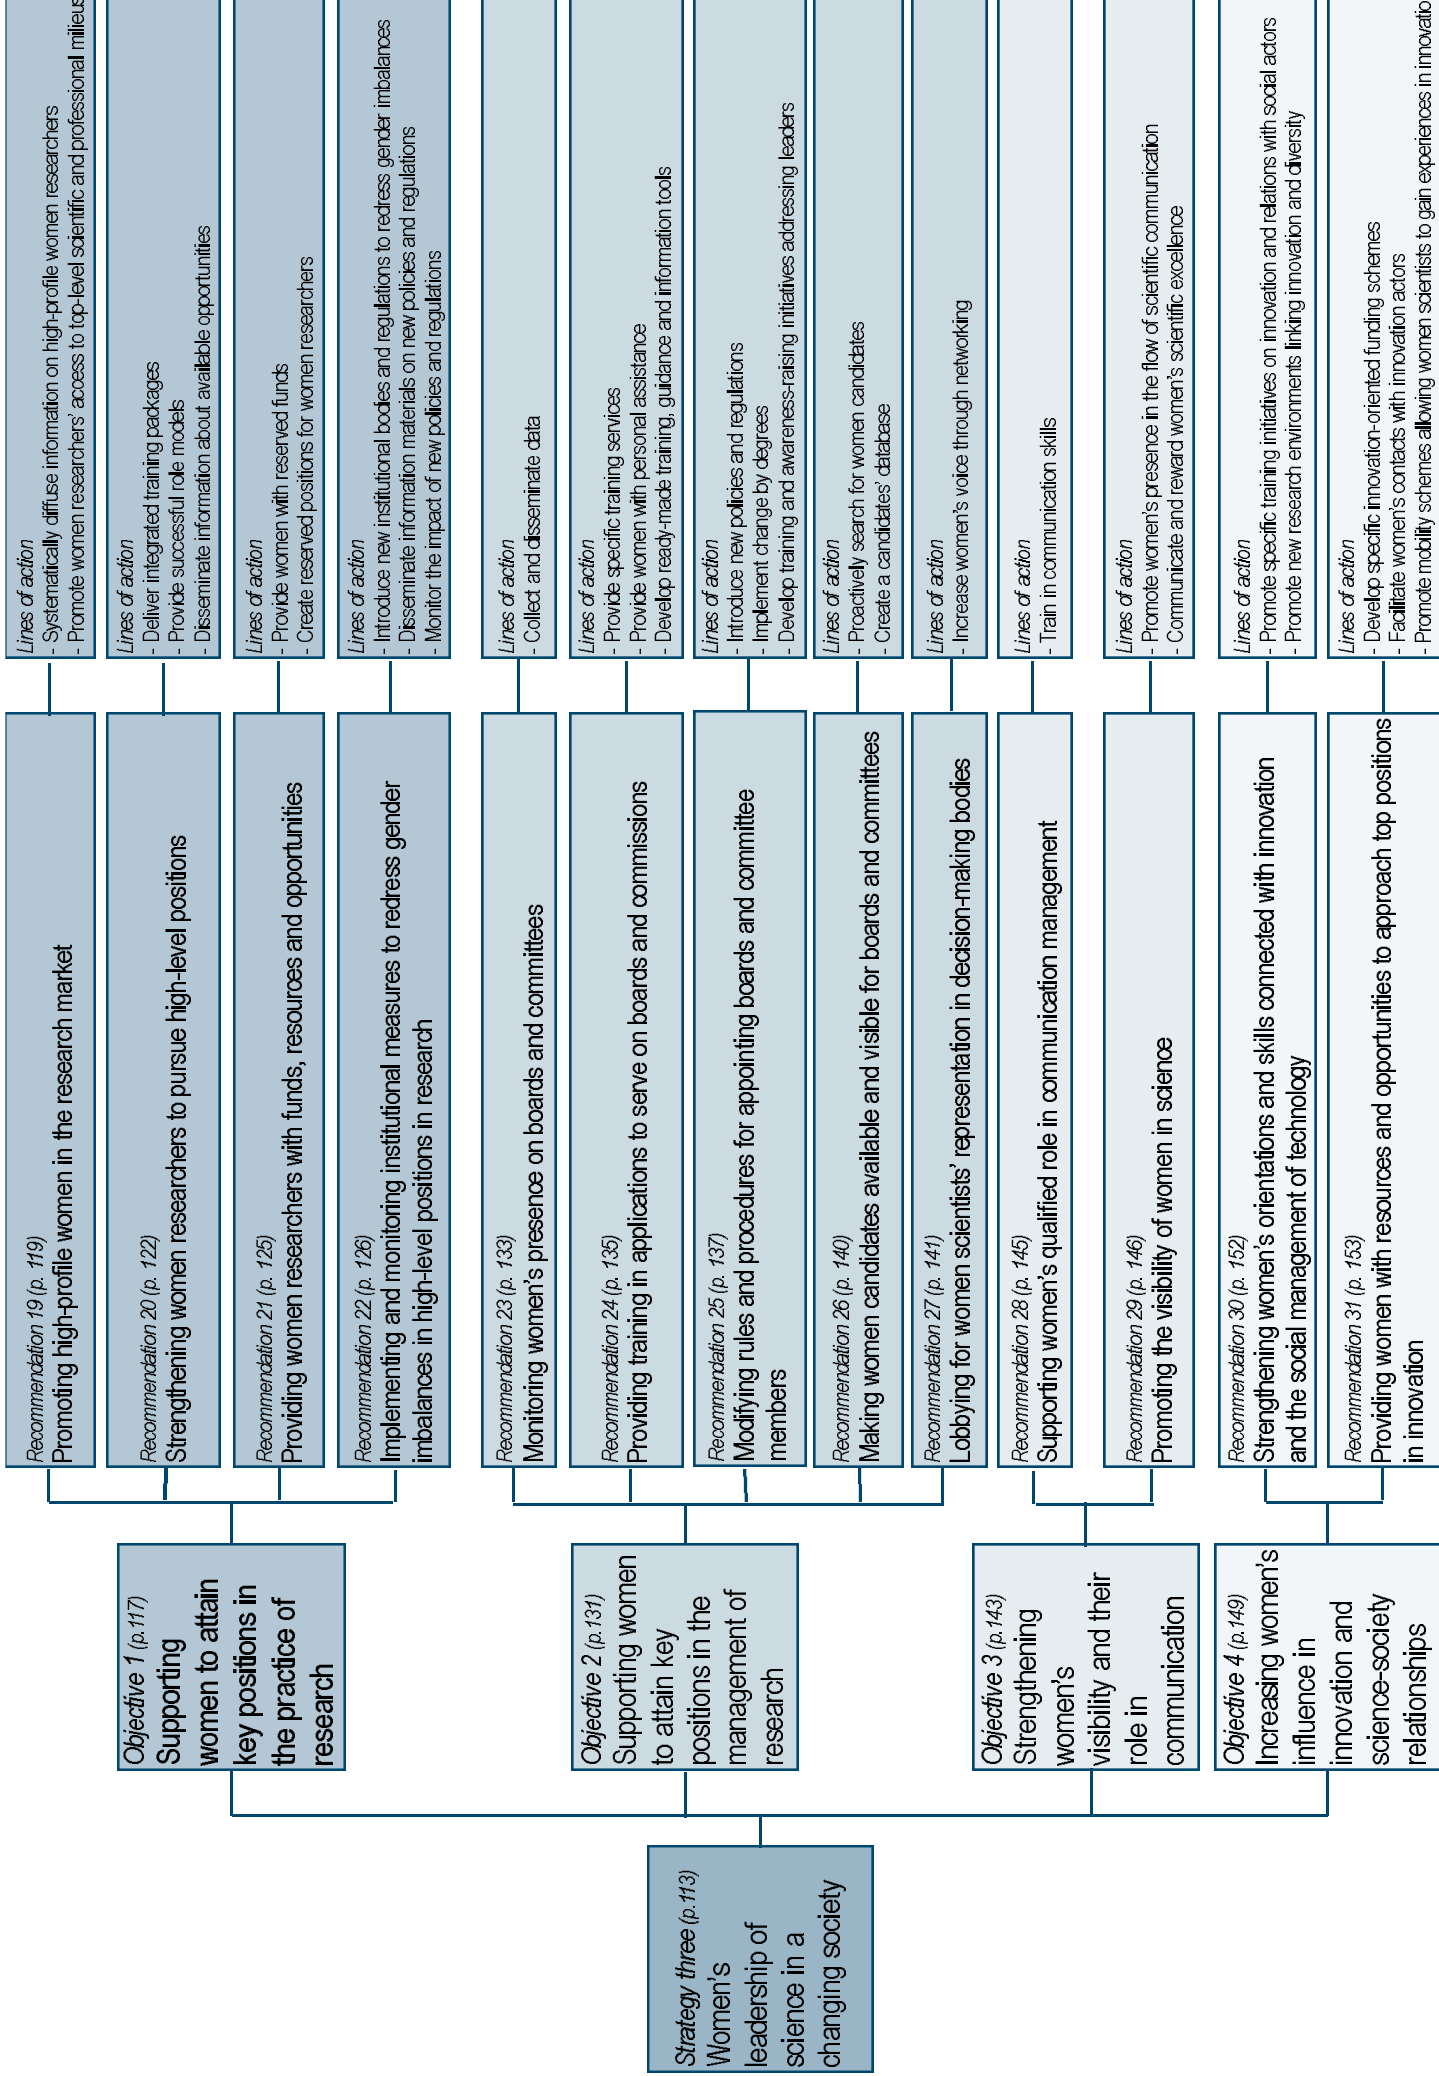 Strategy three (p.113)
Women's
leadership of
science in a
changing society
Objective 1 (p.117)
Supporting
women to attain
key positions in
the practice of
research
Recommendation 19 (p. 119)
Promoting high-profile women in the research market
Lines of action
- Systematically diffuse information on high-profile women researchers
- Promote women researchers' access to top-level scientific and professional milieus
Recommendation 20 (p. 122)
Strengthening women researchers to pursue high-level positions
Lines of action
- Deliver integrated training packages
- Provide successful role models
- Disseminate information about available opportunities
Recommendation 21 (p. 125)
Providing women researchers with funds, resources and opportunities
Lines of action
- Provide women with reserved funds
- Create reserved positions for women researchers
Recommendation 22 (p. 126)
Implementing and monitoring institutional measures to redress gender
imbalances in high-level positions in research
Lines of action
- Introduce new institutional bodies and regulations to redress gender imbalances
- Disseminate information materials on new policies and regulations
- Monitor the impact of new policies and regulations
Objective 2 (p.131)
Supporting women
to attain key
positions in the
management of
research
Recommendation 23 (p. 133)
Monitoring women's presence on boards and committees
Lines of action
- Collect and disseminate data
Recommendation 24 (p. 135)
Providing training in applications to serve on boards and commissions
Lines of action
- Provide specific training services
- Provide women with personal assistance
- Develop ready-made training, guidance and information tools
Recommendation 25 (p. 137)
Modifying rules and procedures for appointing boards and committee
members
Lines of action
- Introduce new policies and regulations
- Implement change by degrees
- Develop training and awareness-raising initiatives addressing leaders
Recommendation 26 (p. 140)
Making women candidates available and visible for boards and committees
Lines of action
- Proactively search for women candidates
- Create a candidates' database
Recommendation 27 (p. 141)
Lobbying for women scientists' representation in decision-making bodies
Lines of action
- Increase women's voice through networking
Objective 3 (p.143)
Strengthening
women's
visibility and their
role in
communication
Recommendation 28 (p. 145)
Supporting women's qualified role in communication management
Lines of action
- Train in communication skills
Recommendation 29 (p. 146)
Promoting the visibility of women in science
Lines of action
- Promote women's presence in the flow of scientific communication
- Communicate and reward women's scientific excellence
Objective 4 (p.149)
Increasing women's
influence in
innovation and
science-society
relationships
Recommendation 30 (p. 152)
Strengthening women's orientations and skills connected with innovation
and the social management of technology
Lines of action
- Promote specific training initiatives on innovation and relations with social actors
- Promote new research environments linking innovation and diversity
Recommendation 31 (p. 153)
Providing women with resources and opportunities to approach top positions
in innovation
Lines of action
- Develop specific innovation-oriented funding schemes
- Facilitate women's contacts with innovation actors
- Promote mobility schemes allowing women scientists to gain experiences in innovatio